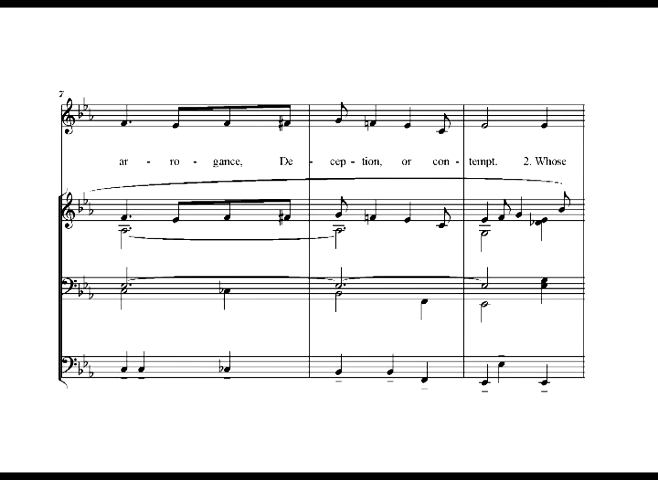 7
ar - ro - gance, De - cep - tion, or con - tempt. 2. Whose